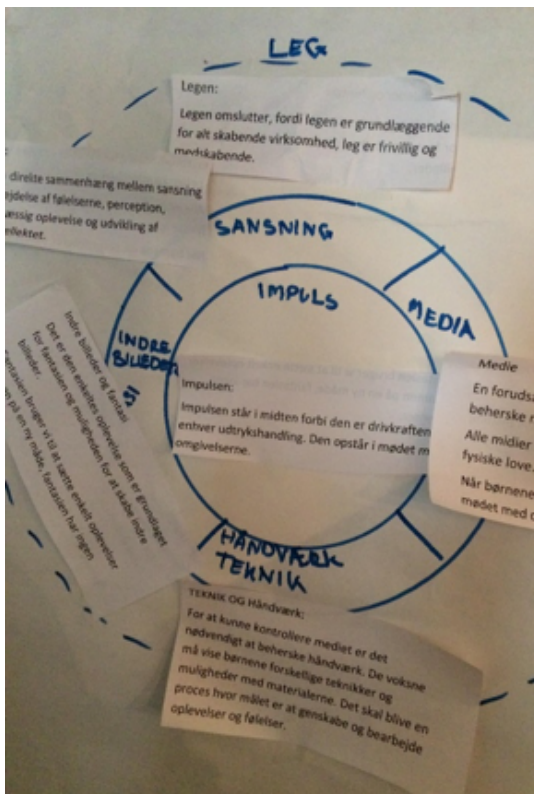 LEG
Legen:
Legen omslutter, fordi legen er grundlæggende
for alt skabende virksomhed, leg er frivillig og
medskabende.
direkte sammenhæng mellem sansning
ejdelse af følelserne, perception,
æssig oplevelse og udvikling af
ellektet.
SANSNING
IMPULS
MEDIA
INDRE
BILLEDER
Indre billeder og fantasi
Det er den enkeltes oplevelse som er grundlaget
for fantasien og muligheden for at skabe indre
billeder.
Fantasien bruger vi til at sætte enkelt oplevelser
en på en ny måde, fantasien har ingen
Impulsen:
Impulsen står i midten forbi den er drivkraften
enhver udtrykshandling. Den opstår i mødet m
omgivelserne.
Medie
En foruds
beherske
Alle midier
fysiske love.
Når børnene
mødet med
HÅNDVÆRK
TEKNIK
TEKNIK OG Håndværk:
For at kunne kontrollere mediet er det
nødvendigt at beherske håndværk. De voksne
må vise børnene forskellige teknikker og
muligheder med materialerne. Det skal blive en
proces hvor målet er at genskabe og bearbejde
oplevelser og følelser.